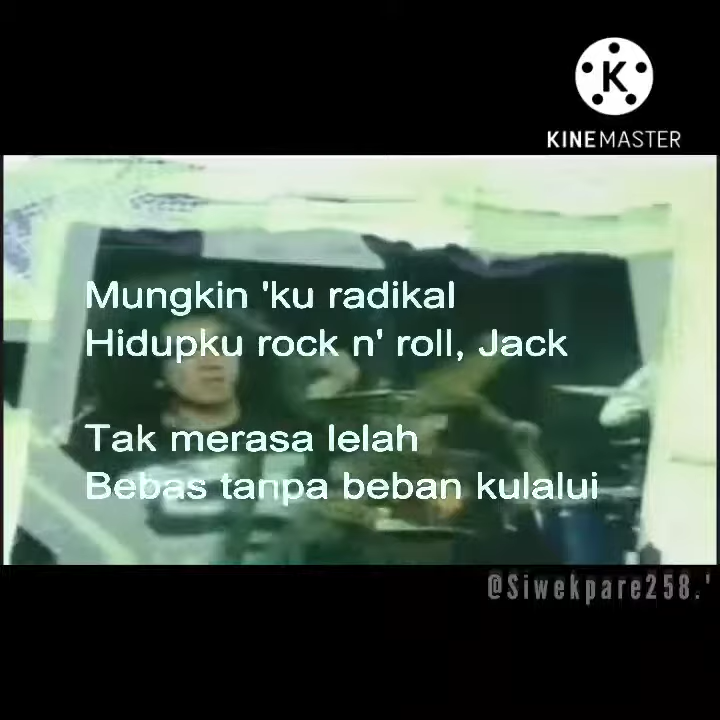 K
KINEMASTER
Mungkin 'ku radikal
Hidupku rock n' roll, Jack
Tak merasa lelah
Bebas tanpa beban kulalui
@Siwekpare258.'